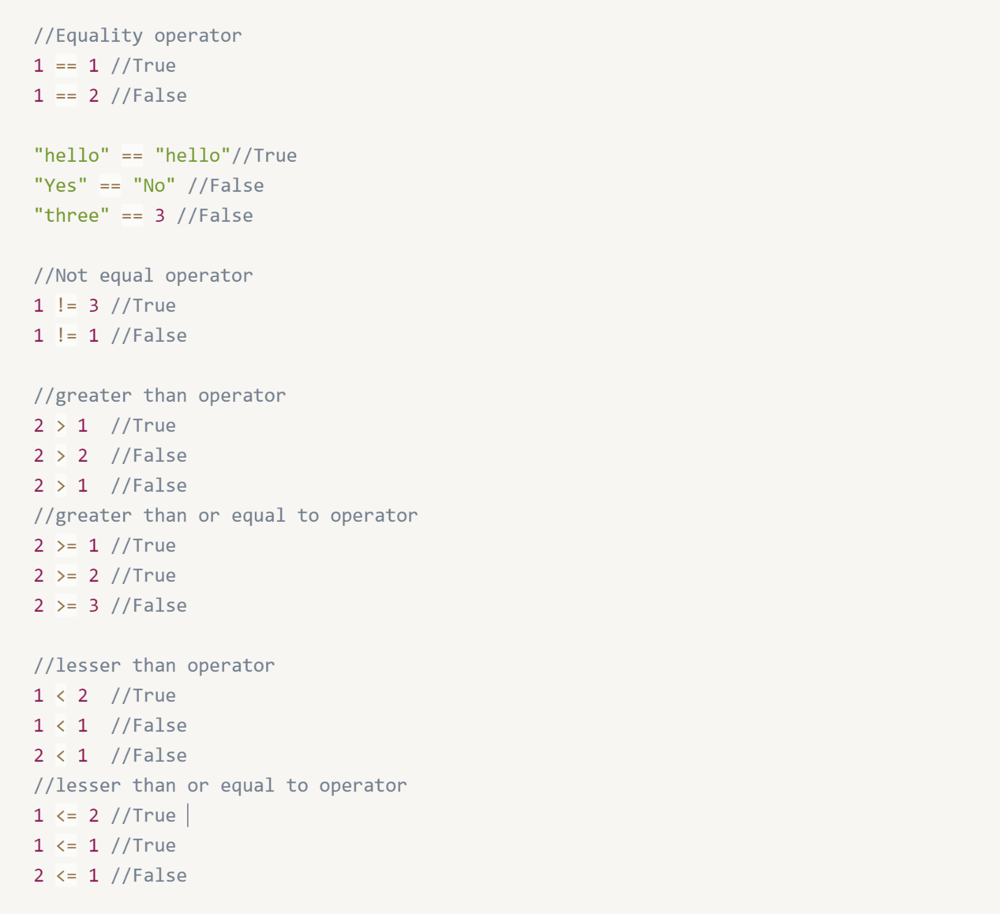 //Equality operator
1 == 1 //True
1 == 2 //False
"hello" == "hello"//True
"Yes" == "No" //False
"three" == 3 //False
//Not equal operator
1 != 3 //True
1 != 1 //False
//greater than operator
2 > 1  //True
2 > 2  //False
2 > 1  //False
//greater than or equal to operator
2 >= 1 //True
2 >= 2 //True
2 >= 3 //False
//lesser than operator
1 < 2  //True
1 < 1  //False
2 < 1  //False
//lesser than or equal to operator
1 <= 2 //True
1 <= 1 //True
2 <= 1 //False